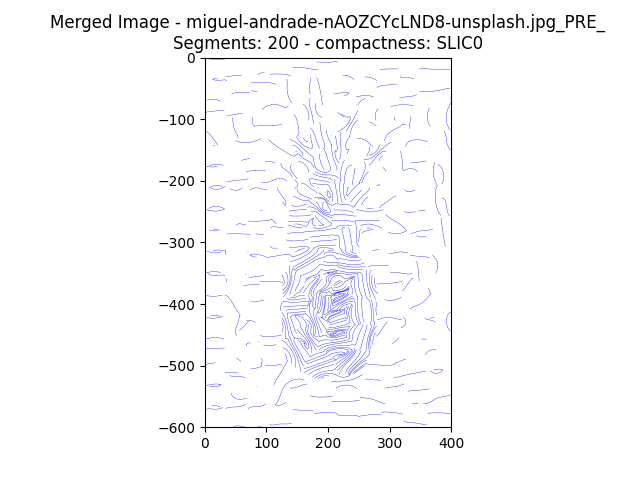 Merged Image - miguel-andrade-nAOZCYcLND8-unsplash.jpg_PRE_
Segments: 200 - compactness: SLIC0
0
−100
−200
−300
−400
−500
−600
0 100 200 300 400